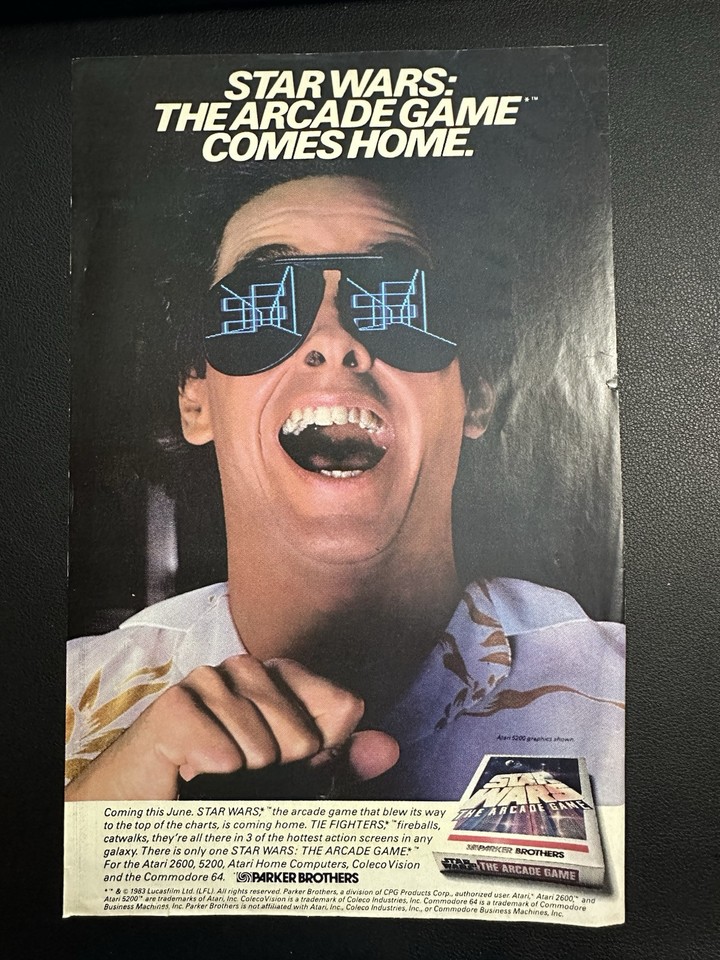 STAR WARS:
THE ARCADE GAME*™
COMES HOME.
Atari 5200 graphics shown.
STAR
WARS
THE ARCADE GAME
PARKER BROTHERS
STAR WARS THE ARCADE GAME
Coming this June. STAR WARS,*™ the arcade game that blew its way
to the top of the charts, is coming home. TIE FIGHTERS,*™ fireballs,
catwalks, they're all there in 3 of the hottest action screens in any
galaxy. There is only one STAR WARS: THE ARCADE GAME*™
For the Atari 2600, 5200, Atari Home Computers, ColecoVision
and the Commodore 64. PARKER BROTHERS
*™ & © 1983 Lucasfilm Ltd. (LFL). All rights reserved. Parker Brothers, a division of CPG Products Corp., authorized user. Atari,® Atari 2600,™ and
Atari 5200™ are trademarks of Atari, Inc. ColecoVision is a trademark of Coleco Industries, Inc. Commodore 64 is a trademark of Commodore
Business Machines, Inc. Parker Brothers is not affiliated with Atari, Inc., Coleco Industries, Inc., or Commodore Business Machines, Inc.